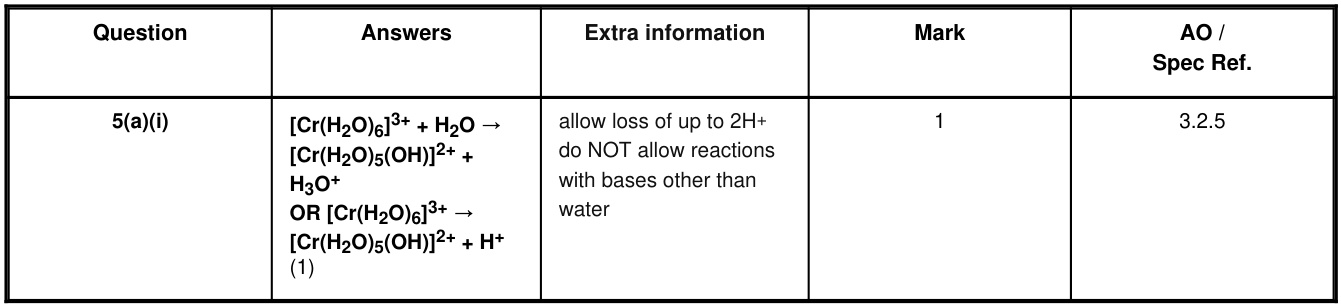 Question
Answers
Extra information
Mark
AO /
Spec Ref.
5(a)(i)
[Cr(H₂O)₆]³⁺ + H₂O →
[Cr(H₂O)₅(OH)]²⁺ +
H₃O⁺
OR [Cr(H₂O)₆]³⁺ →
[Cr(H₂O)₅(OH)]²⁺ + H⁺
(1)
allow loss of up to 2H⁺
do NOT allow reactions
with bases other than
water
1
3.2.5